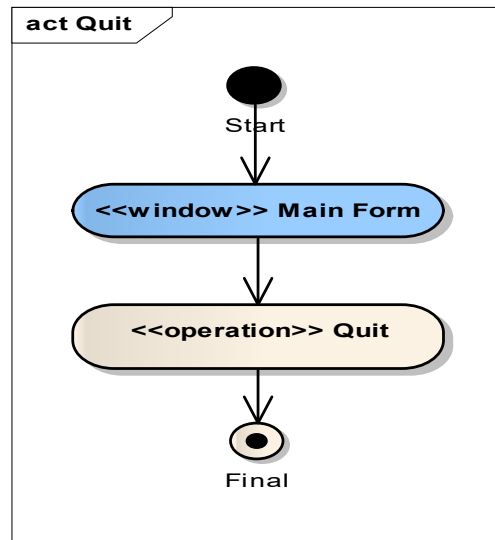 act Quit
Start
<<window>> Main Form
<<operation>> Quit
Final